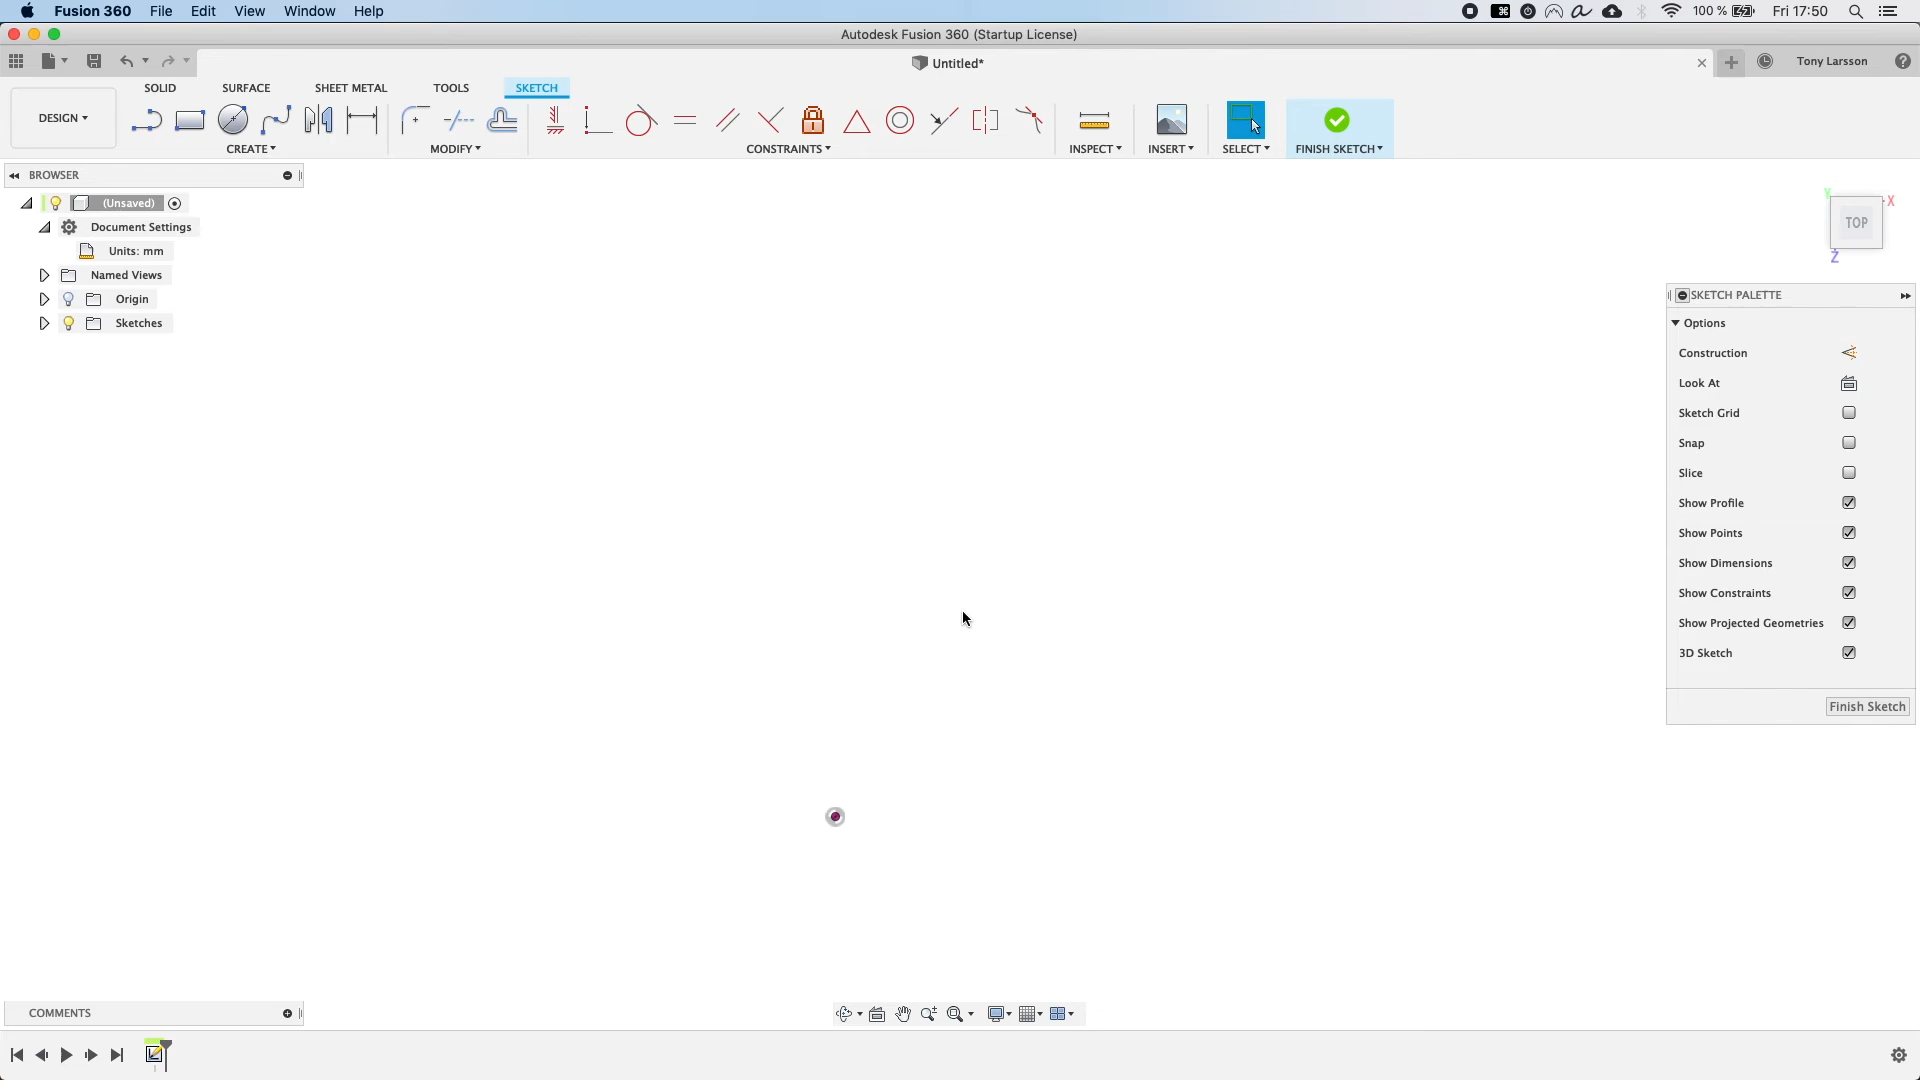 Fusion 360 File Edit View Window Help 100 % Fri 17:50
Autodesk Fusion 360 (Startup License)
Untitled* Tony Larsson
SOLID SURFACE SHEET METAL TOOLS SKETCH
DESIGN
CREATE MODIFY CONSTRAINTS INSPECT INSERT SELECT FINISH SKETCH
BROWSER
(Unsaved)
Document Settings
Units: mm
Named Views
Origin
Sketches
Y
X
TOP
Z
SKETCH PALETTE
Options
Construction
Look At
Sketch Grid
Snap
Slice
Show Profile
Show Points
Show Dimensions
Show Constraints
Show Projected Geometries
3D Sketch
Finish Sketch
COMMENTS